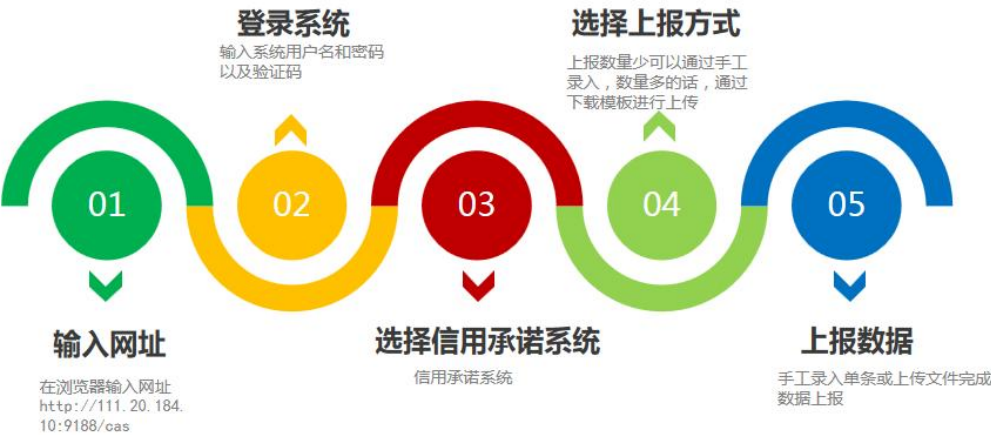 登录系统
输入系统用户名和密码
以及验证码
选择上报方式
上报数量少可以通过手工
录入，数量多的话，通过
下载模板进行上传
01
02
03
04
05
输入网址
在浏览器输入网址
http://111.20.184.
10:9188/cas
选择信用承诺系统
信用承诺系统
上报数据
手工录入单条或上传文件完成
数据上报